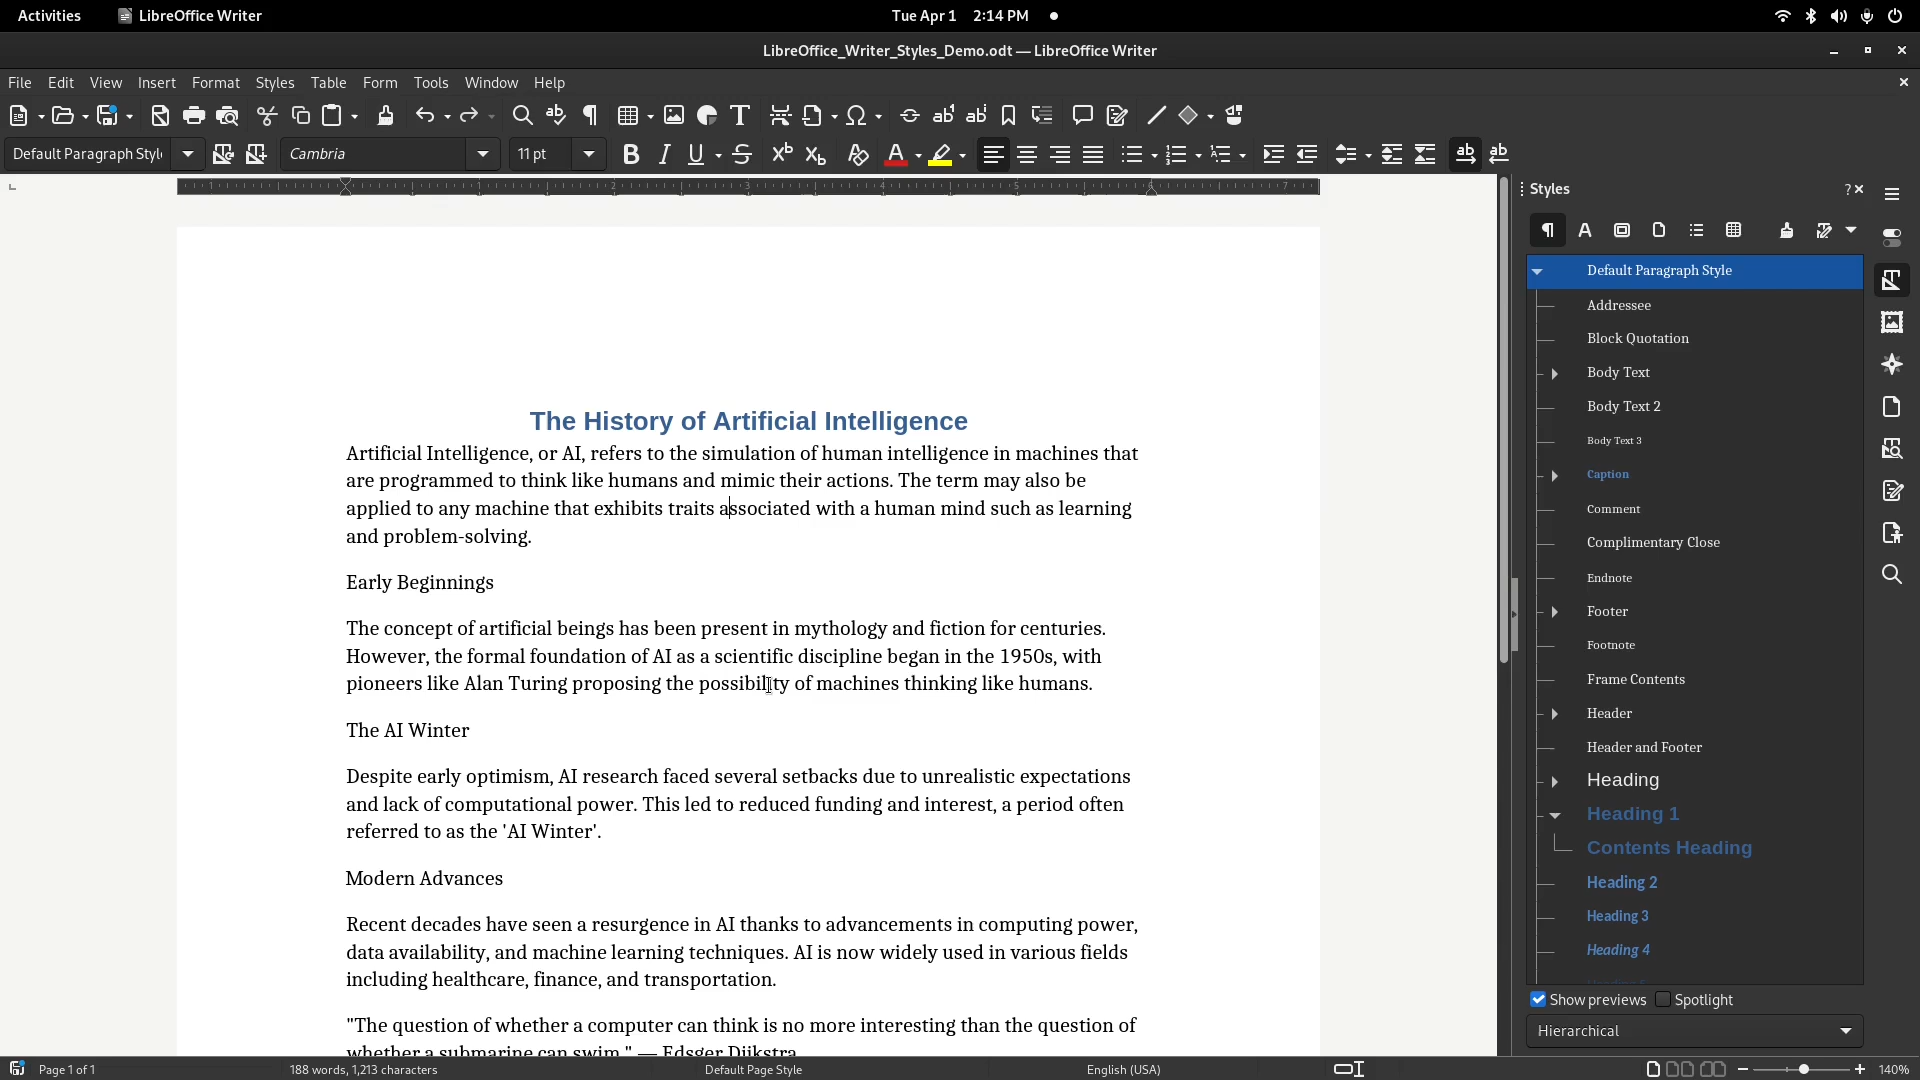 Activities LibreOffice Writer Tue Apr 1 2:14 PM
LibreOffice_Writer_Styles_Demo.odt — LibreOffice Writer
File Edit View Insert Format Styles Table Form Tools Window Help
Default Paragraph Styl Cambria 11 pt
Styles
Default Paragraph Style
Addressee
Block Quotation
Body Text
Body Text 2
Body Text 3
Caption
Comment
Complimentary Close
Endnote
Footer
Footnote
Frame Contents
Header
Header and Footer
Heading
Heading 1
Contents Heading
Heading 2
Heading 3
Heading 4
Show previews Spotlight
Hierarchical
The History of Artificial Intelligence
Artificial Intelligence, or AI, refers to the simulation of human intelligence in machines that
are programmed to think like humans and mimic their actions. The term may also be
applied to any machine that exhibits traits associated with a human mind such as learning
and problem-solving.
Early Beginnings
The concept of artificial beings has been present in mythology and fiction for centuries.
However, the formal foundation of AI as a scientific discipline began in the 1950s, with
pioneers like Alan Turing proposing the possibility of machines thinking like humans.
The AI Winter
Despite early optimism, AI research faced several setbacks due to unrealistic expectations
and lack of computational power. This led to reduced funding and interest, a period often
referred to as the 'AI Winter'.
Modern Advances
Recent decades have seen a resurgence in AI thanks to advancements in computing power,
data availability, and machine learning techniques. AI is now widely used in various fields
including healthcare, finance, and transportation.
"The question of whether a computer can think is no more interesting than the question of
whether a submarine can swim." — Edsger Dijkstra
Page 1 of 1 188 words, 1,213 characters Default Page Style English (USA) 140%